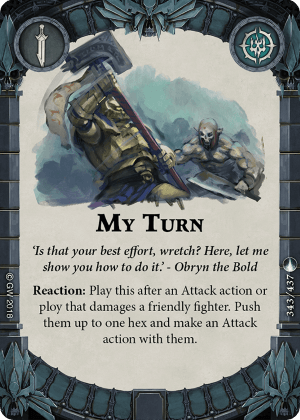 My Turn
‘Is that your best effort, wretch? Here, let me
show you how to do it.’ - Obryn the Bold
Reaction: Play this after an Attack action or
ploy that damages a friendly fighter. Push
them up to one hex and make an Attack
action with them.
© GW 2018
343/437